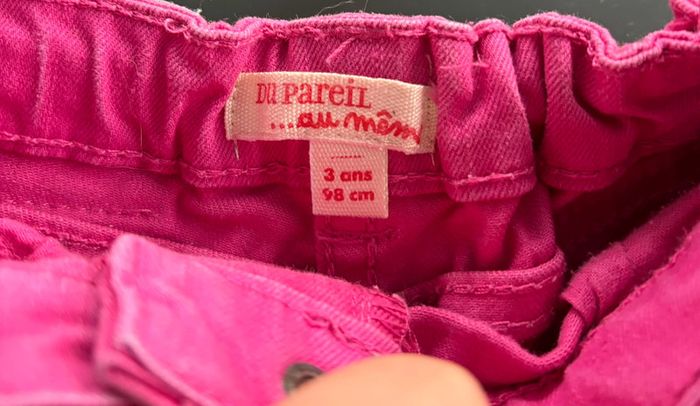 DU PAREIL
...au mêm
3 ans
98 cm